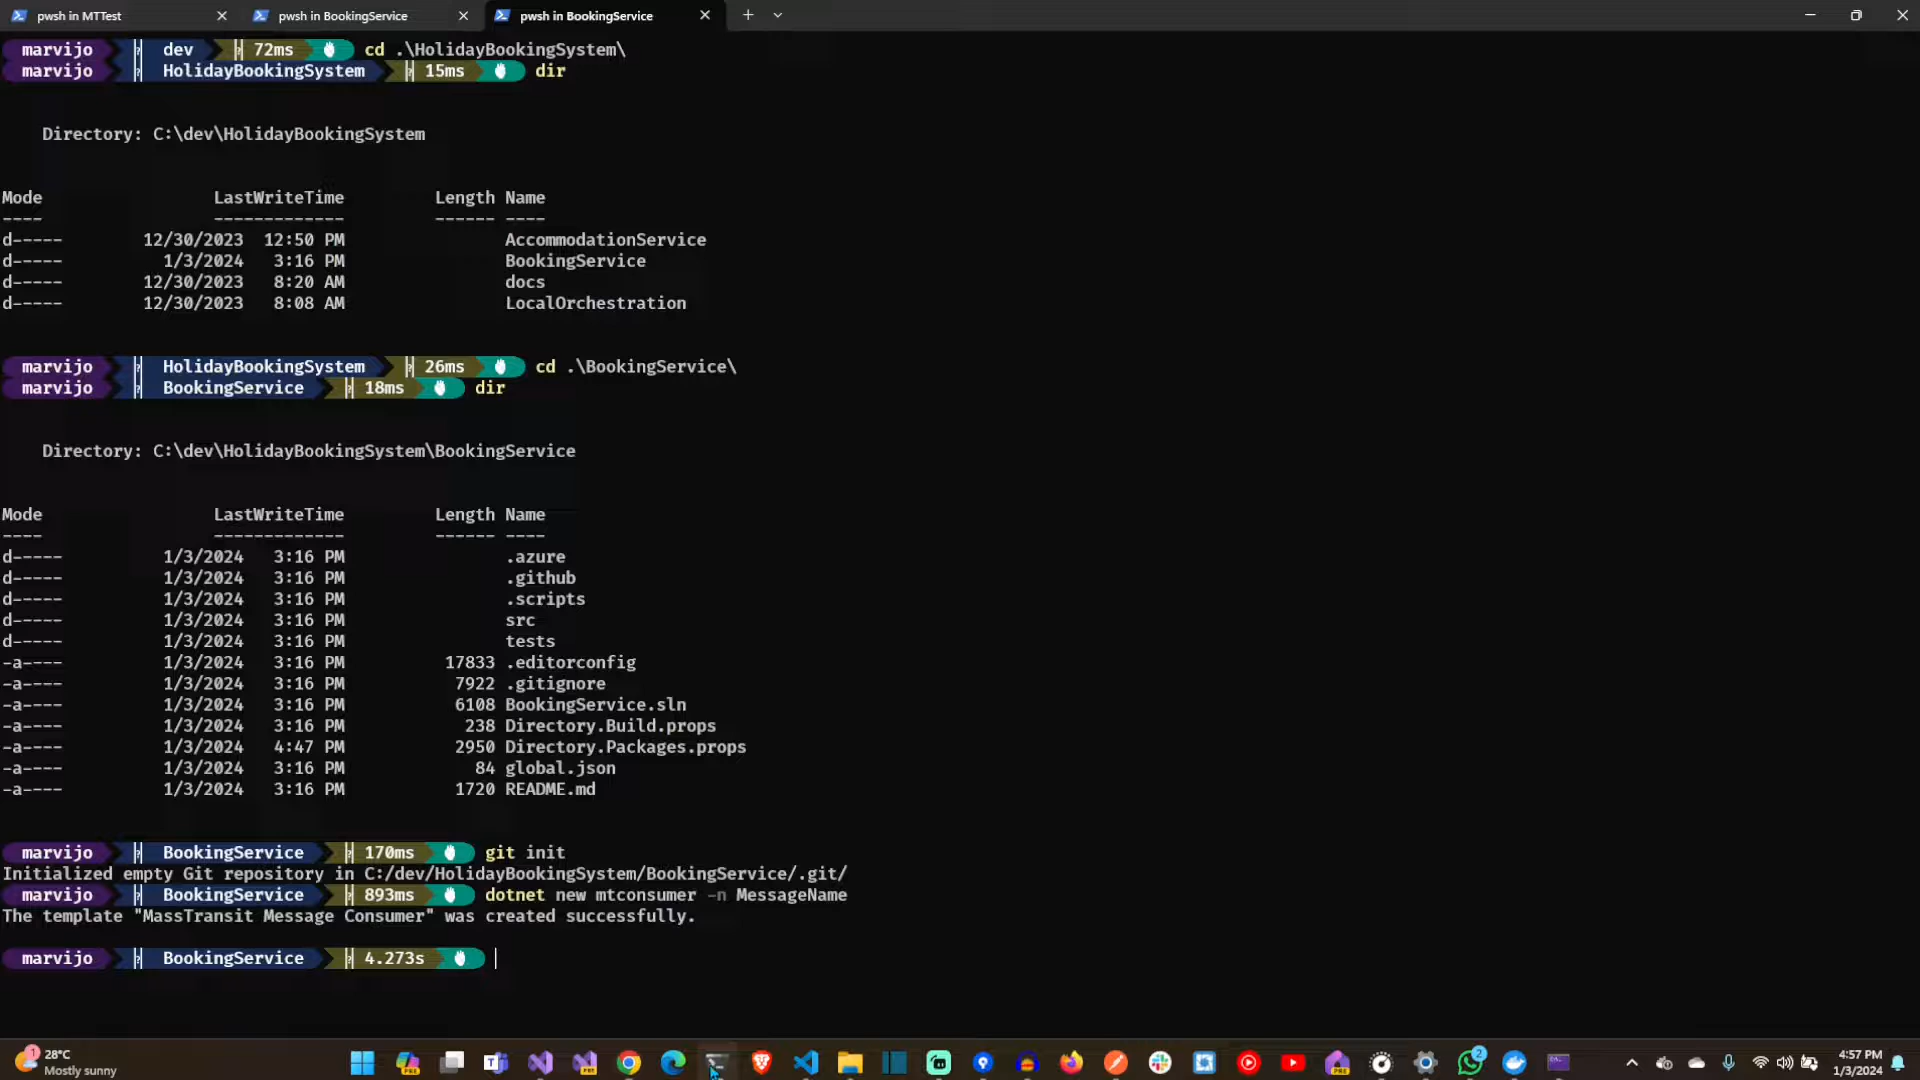 pwsh in MTTest
pwsh in BookingService
pwsh in BookingService
marvijo dev 72ms cd .\HolidayBookingSystem\
marvijo HolidayBookingSystem 15ms dir
Directory: C:\dev\HolidayBookingSystem
Mode LastWriteTime Length Name
---- ------------- ------ ----
d----- 12/30/2023 12:50 PM AccommodationService
d----- 1/3/2024 3:16 PM BookingService
d----- 12/30/2023 8:20 AM docs
d----- 12/30/2023 8:08 AM LocalOrchestration
marvijo HolidayBookingSystem 26ms cd .\BookingService\
marvijo BookingService 18ms dir
Directory: C:\dev\HolidayBookingSystem\BookingService
Mode LastWriteTime Length Name
---- ------------- ------ ----
d----- 1/3/2024 3:16 PM .azure
d----- 1/3/2024 3:16 PM .github
d----- 1/3/2024 3:16 PM .scripts
d----- 1/3/2024 3:16 PM src
d----- 1/3/2024 3:16 PM tests
-a---- 1/3/2024 3:16 PM 17833 .editorconfig
-a---- 1/3/2024 3:16 PM 7922 .gitignore
-a---- 1/3/2024 3:16 PM 6108 BookingService.sln
-a---- 1/3/2024 3:16 PM 238 Directory.Build.props
-a---- 1/3/2024 4:47 PM 2950 Directory.Packages.props
-a---- 1/3/2024 3:16 PM 84 global.json
-a---- 1/3/2024 3:16 PM 1720 README.md
marvijo BookingService 170ms git init
Initialized empty Git repository in C:/dev/HolidayBookingSystem/BookingService/.git/
marvijo BookingService 893ms dotnet new mtconsumer -n MessageName
The template "MassTransit Message Consumer" was created successfully.
marvijo BookingService 4.273s
1
28°C
Mostly sunny
PRE
PRE
PRE
2
4:57 PM
1/3/2024